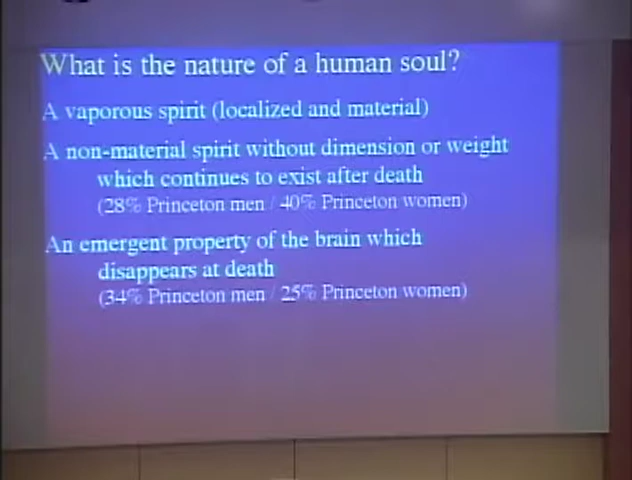 What is the nature of a human soul?
A vaporous spirit (localized and material)
A non-material spirit without dimension or weight
which continues to exist after death
(28% Princeton men / 40% Princeton women)
An emergent property of the brain which
disappears at death
(34% Princeton men / 25% Princeton women)